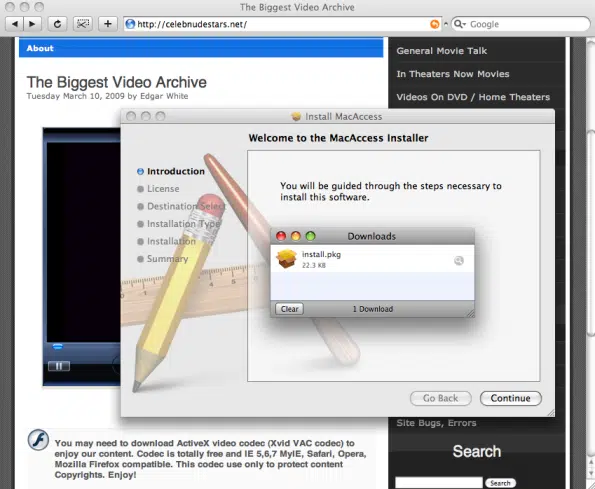 The Biggest Video Archive
http://celebnudestars.net/
Google
About
The Biggest Video Archive
Tuesday March 10, 2009 by Edgar White
General Movie Talk
In Theaters Now Movies
Videos On DVD / Home Theaters
Install MacAccess
Welcome to the MacAccess Installer
Introduction
License
Destination Select
Installation Type
Installation
Summary
You will be guided through the steps necessary to
install this software.
Downloads
install.pkg
22.3 KB
Clear
1 Download
Go Back
Continue
You may need to download ActiveX video codec (Xvid VAC codec) to
enjoy our content. Codec is totally free and IE 5,6,7 MyIE, Safari, Opera,
Mozilla Firefox compatible. This codec use only to protect content
Copyrights. Enjoy!
Site Bugs, Errors
Search
Search